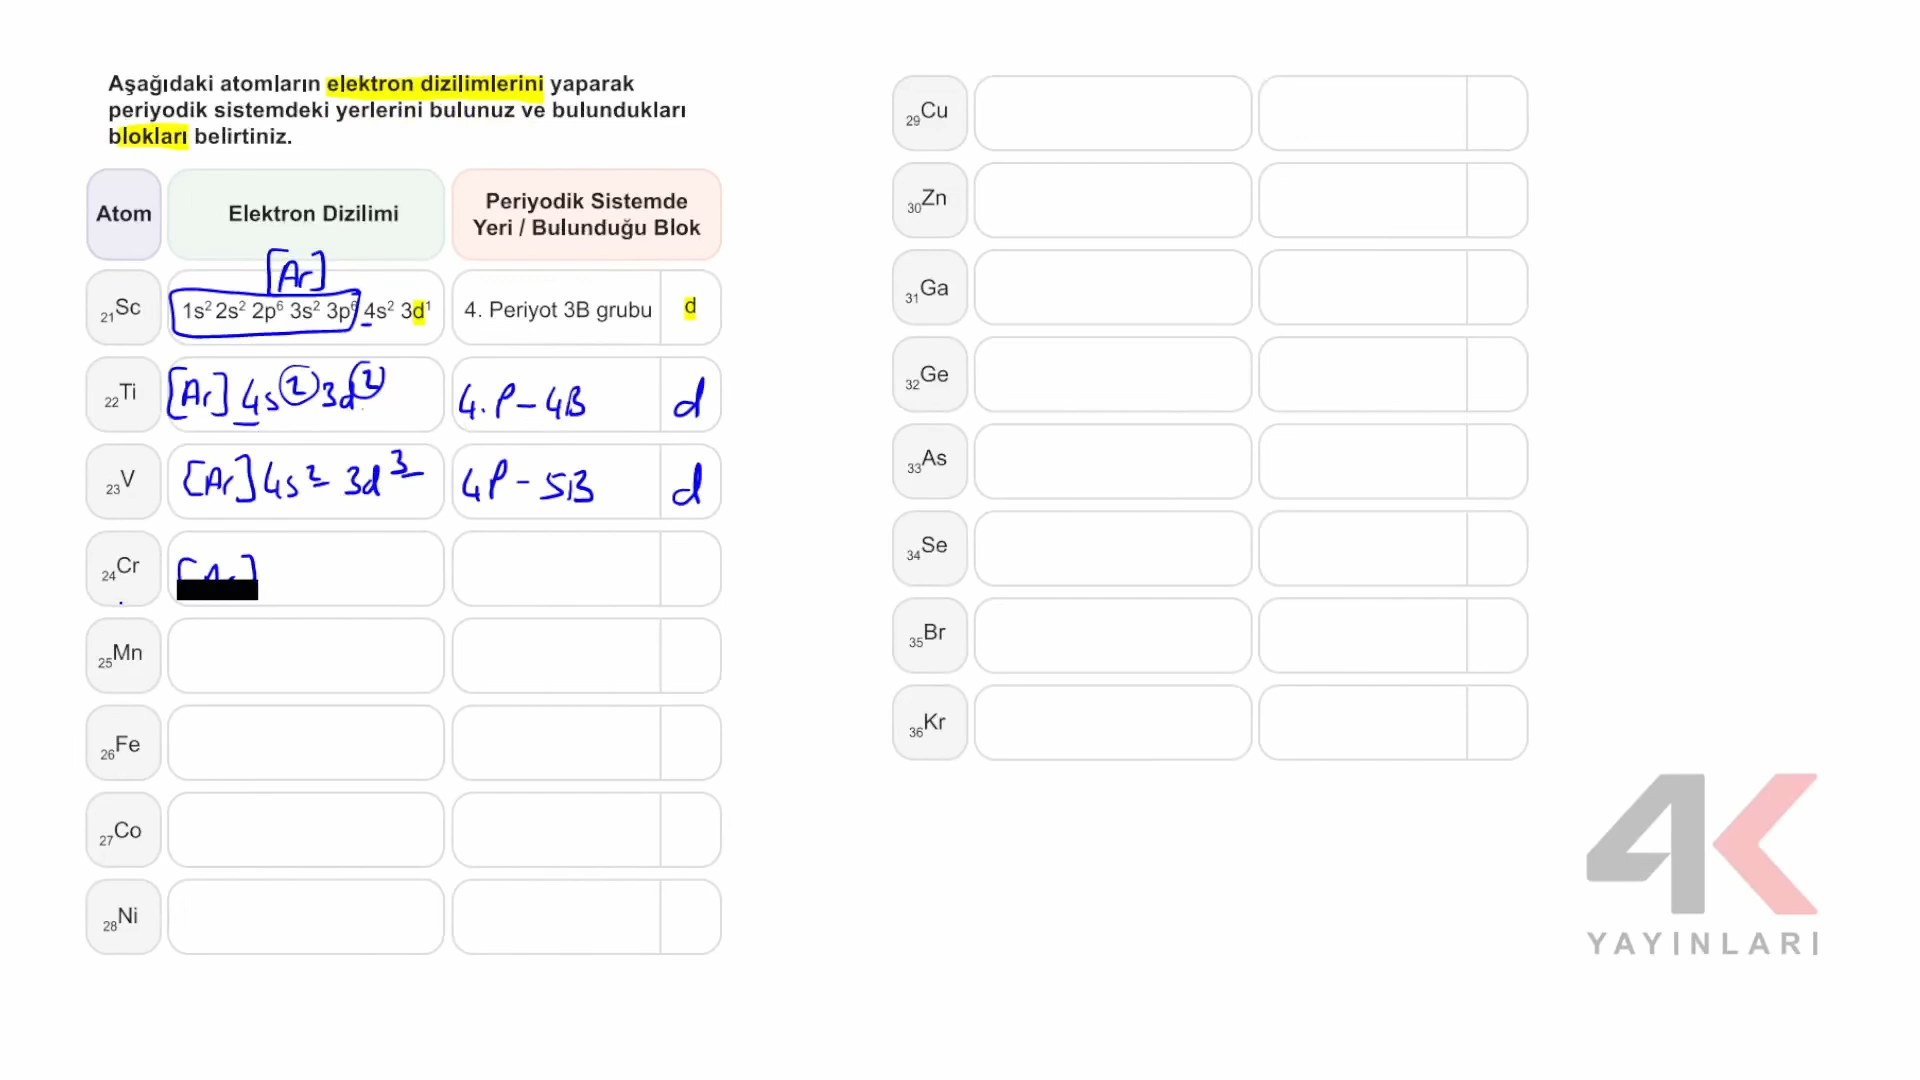 Aşağıdaki atomların elektron dizilimlerini yaparak
periyodik sistemdeki yerlerini bulunuz ve bulundukları
blokları belirtiniz.
Atom Elektron Dizilimi Periyodik Sistemde
Yeri / Bulunduğu Blok
[Ar]
₂₁Sc 1s² 2s² 2p⁶ 3s² 3p⁶ 4s² 3d¹ 4. Periyot 3B grubu d
₂₂Ti [Ar] 4s² 3d² 4. P – 4B d
₂₃V [Ar] 4s² 3d³ 4P – 5B d
₂₄Cr
₂₅Mn
₂₆Fe
₂₇Co
₂₈Ni
₂₉Cu
₃₀Zn
₃₁Ga
₃₂Ge
₃₃As
₃₄Se
₃₅Br
₃₆Kr
4K
YAYINLARI